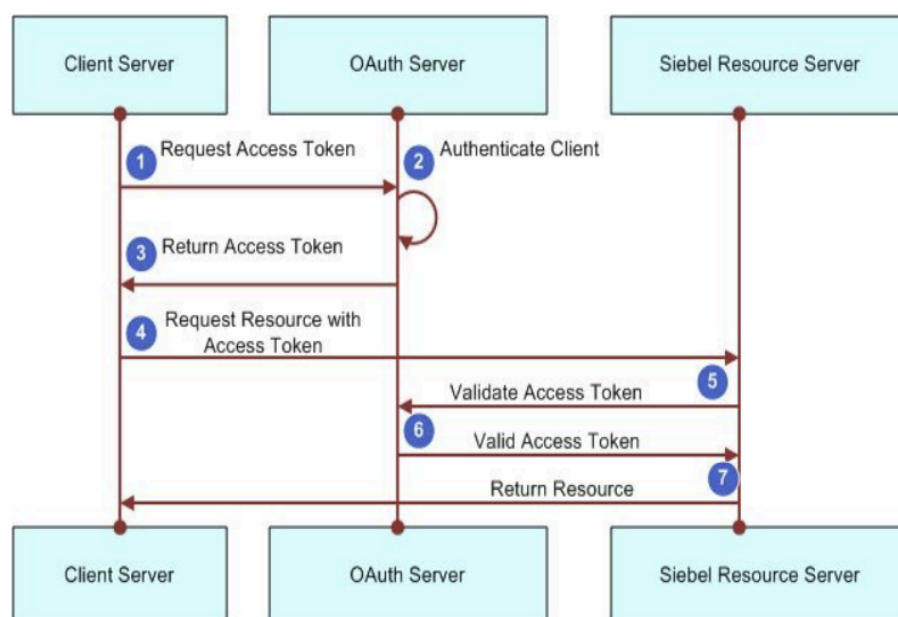 Client Server
OAuth Server
Siebel Resource Server
1
Request Access Token
2
Authenticate Client
3
Return Access Token
4
Request Resource with
Access Token
5
Validate Access Token
6
Valid Access Token
7
Return Resource
Client Server
OAuth Server
Siebel Resource Server